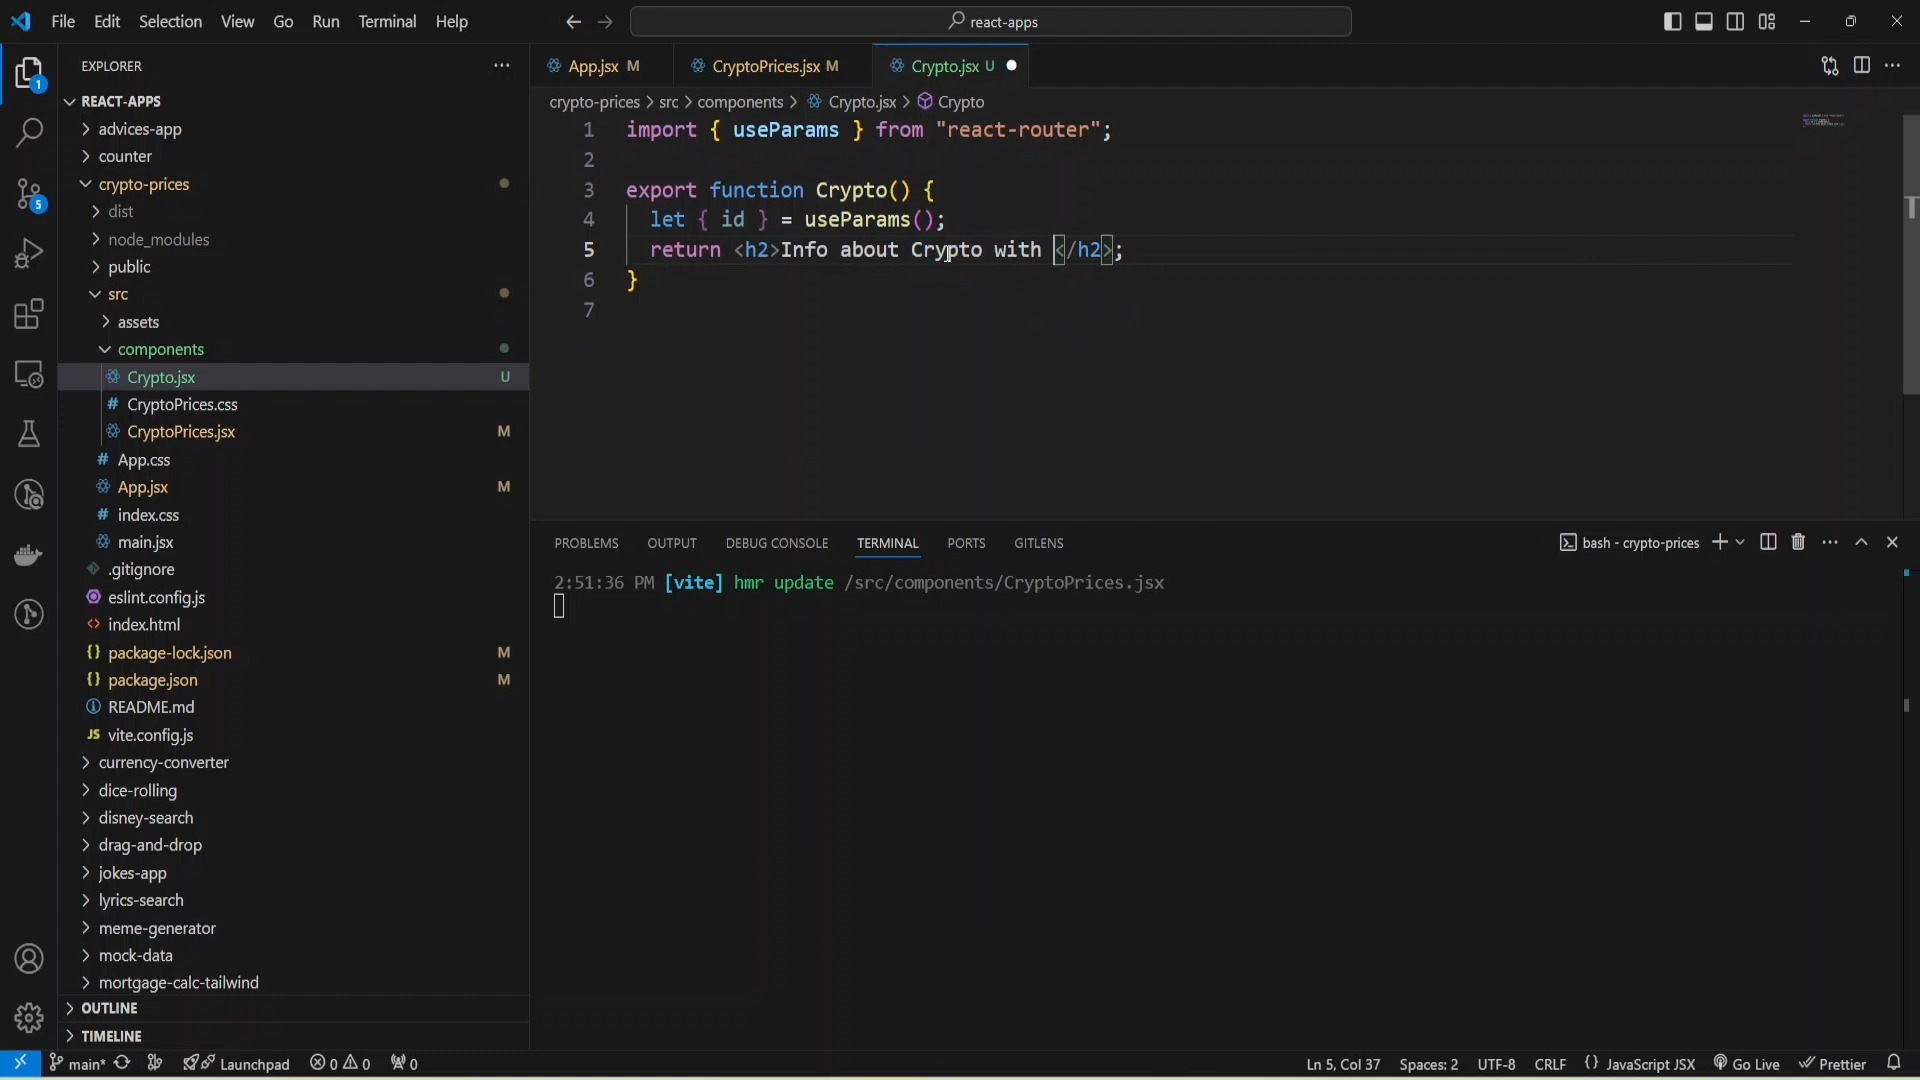 File Edit Selection View Go Run Terminal Help
react-apps
EXPLORER
REACT-APPS
advices-app
counter
crypto-prices
dist
node_modules
public
src
assets
components
Crypto.jsx U
CryptoPrices.css
CryptoPrices.jsx M
App.css
App.jsx M
index.css
main.jsx
.gitignore
eslint.config.js
index.html
package-lock.json M
package.json M
README.md
vite.config.js
currency-converter
dice-rolling
disney-search
drag-and-drop
jokes-app
lyrics-search
meme-generator
mock-data
mortgage-calc-tailwind
OUTLINE
TIMELINE
1
5
App.jsx M CryptoPrices.jsx M Crypto.jsx U
crypto-prices > src > components > Crypto.jsx > Crypto
1 import { useParams } from "react-router";
2
3 export function Crypto() {
4 let { id } = useParams();
5 return <h2>Info about Crypto with </h2>;
6 }
7
PROBLEMS OUTPUT DEBUG CONSOLE TERMINAL PORTS GITLENS
bash - crypto-prices
2:51:36 PM [vite] hmr update /src/components/CryptoPrices.jsx
main* Launchpad 0 0 0
Ln 5, Col 37 Spaces: 2 UTF-8 CRLF {} JavaScript JSX Go Live Prettier